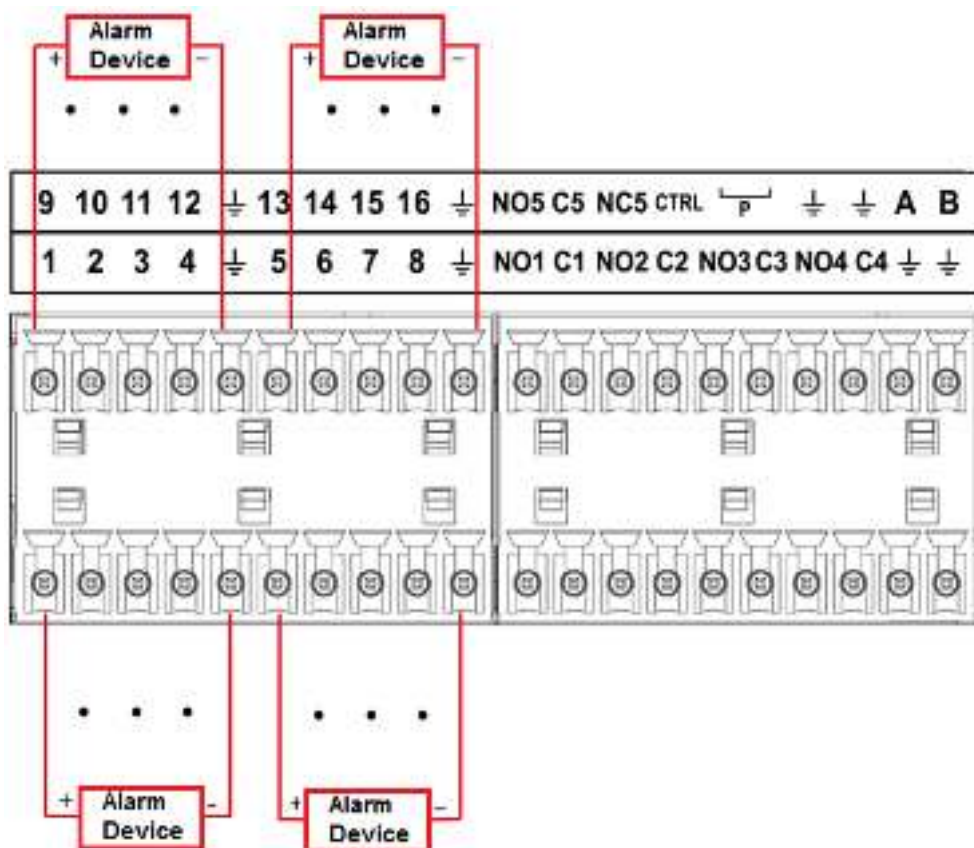 Alarm Device
Alarm Device
+ - + -
9 10 11 12 ⏚ 13 14 15 16 ⏚ NO5 C5 NC5 CTRL P ⏚ ⏚ A B
1 2 3 4 ⏚ 5 6 7 8 ⏚ NO1 C1 NO2 C2 NO3 C3 NO4 C4 ⏚ ⏚
+ - + -
Alarm Device
Alarm Device